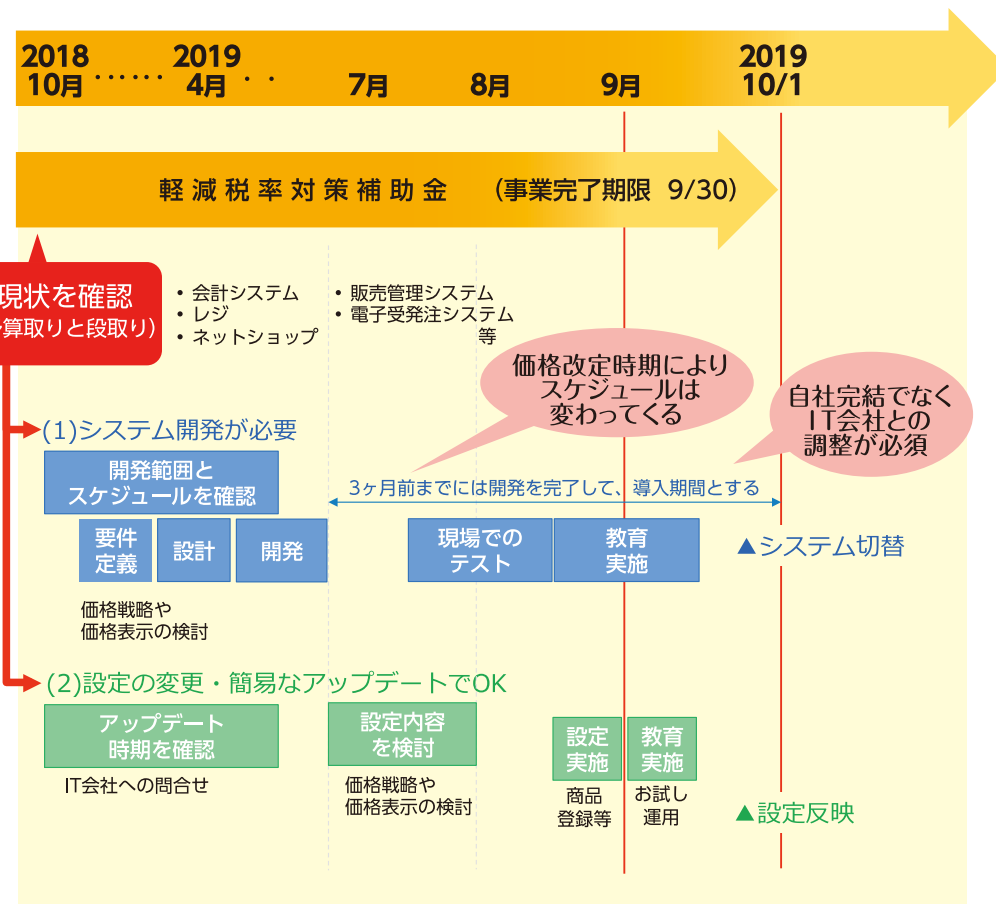 2018
10月 ‥‥‥
2019
4月 ‥
7月
8月
9月
2019
10/1
軽減税率対策補助金 (事業完了期限 9/30)
現状を確認
算取りと段取り)
• 会計システム
• レジ
• ネットショップ
• 販売管理システム
• 電子受発注システム
等
価格改定時期により
スケジュールは
変わってくる
自社完結でなく
IT会社との
調整が必須
(1)システム開発が必要
開発範囲と
スケジュールを確認
3ヶ月前までには開発を完了して、導入期間とする
要件
定義
設計
開発
現場での
テスト
教育
実施
▲システム切替
価格戦略や
価格表示の検討
(2)設定の変更・簡易なアップデートでOK
アップデート
時期を確認
IT会社への問合せ
設定内容
を検討
価格戦略や
価格表示の検討
設定
実施
商品
登録等
教育
実施
お試し
運用
▲設定反映